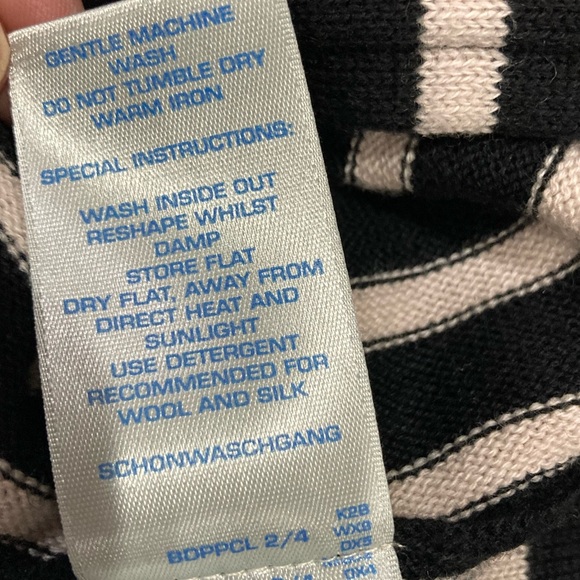 GENTLE MACHINE
WASH
DO NOT TUMBLE DRY
WARM IRON
SPECIAL INSTRUCTIONS:
WASH INSIDE OUT
RESHAPE WHILST
DAMP
STORE FLAT
DRY FLAT, AWAY FROM
DIRECT HEAT AND
SUNLIGHT
USE DETERGENT
RECOMMENDED FOR
WOOL AND SILK
SCHONWASCHGANG
BDPPCL 2/4
K28
WX9
DX5